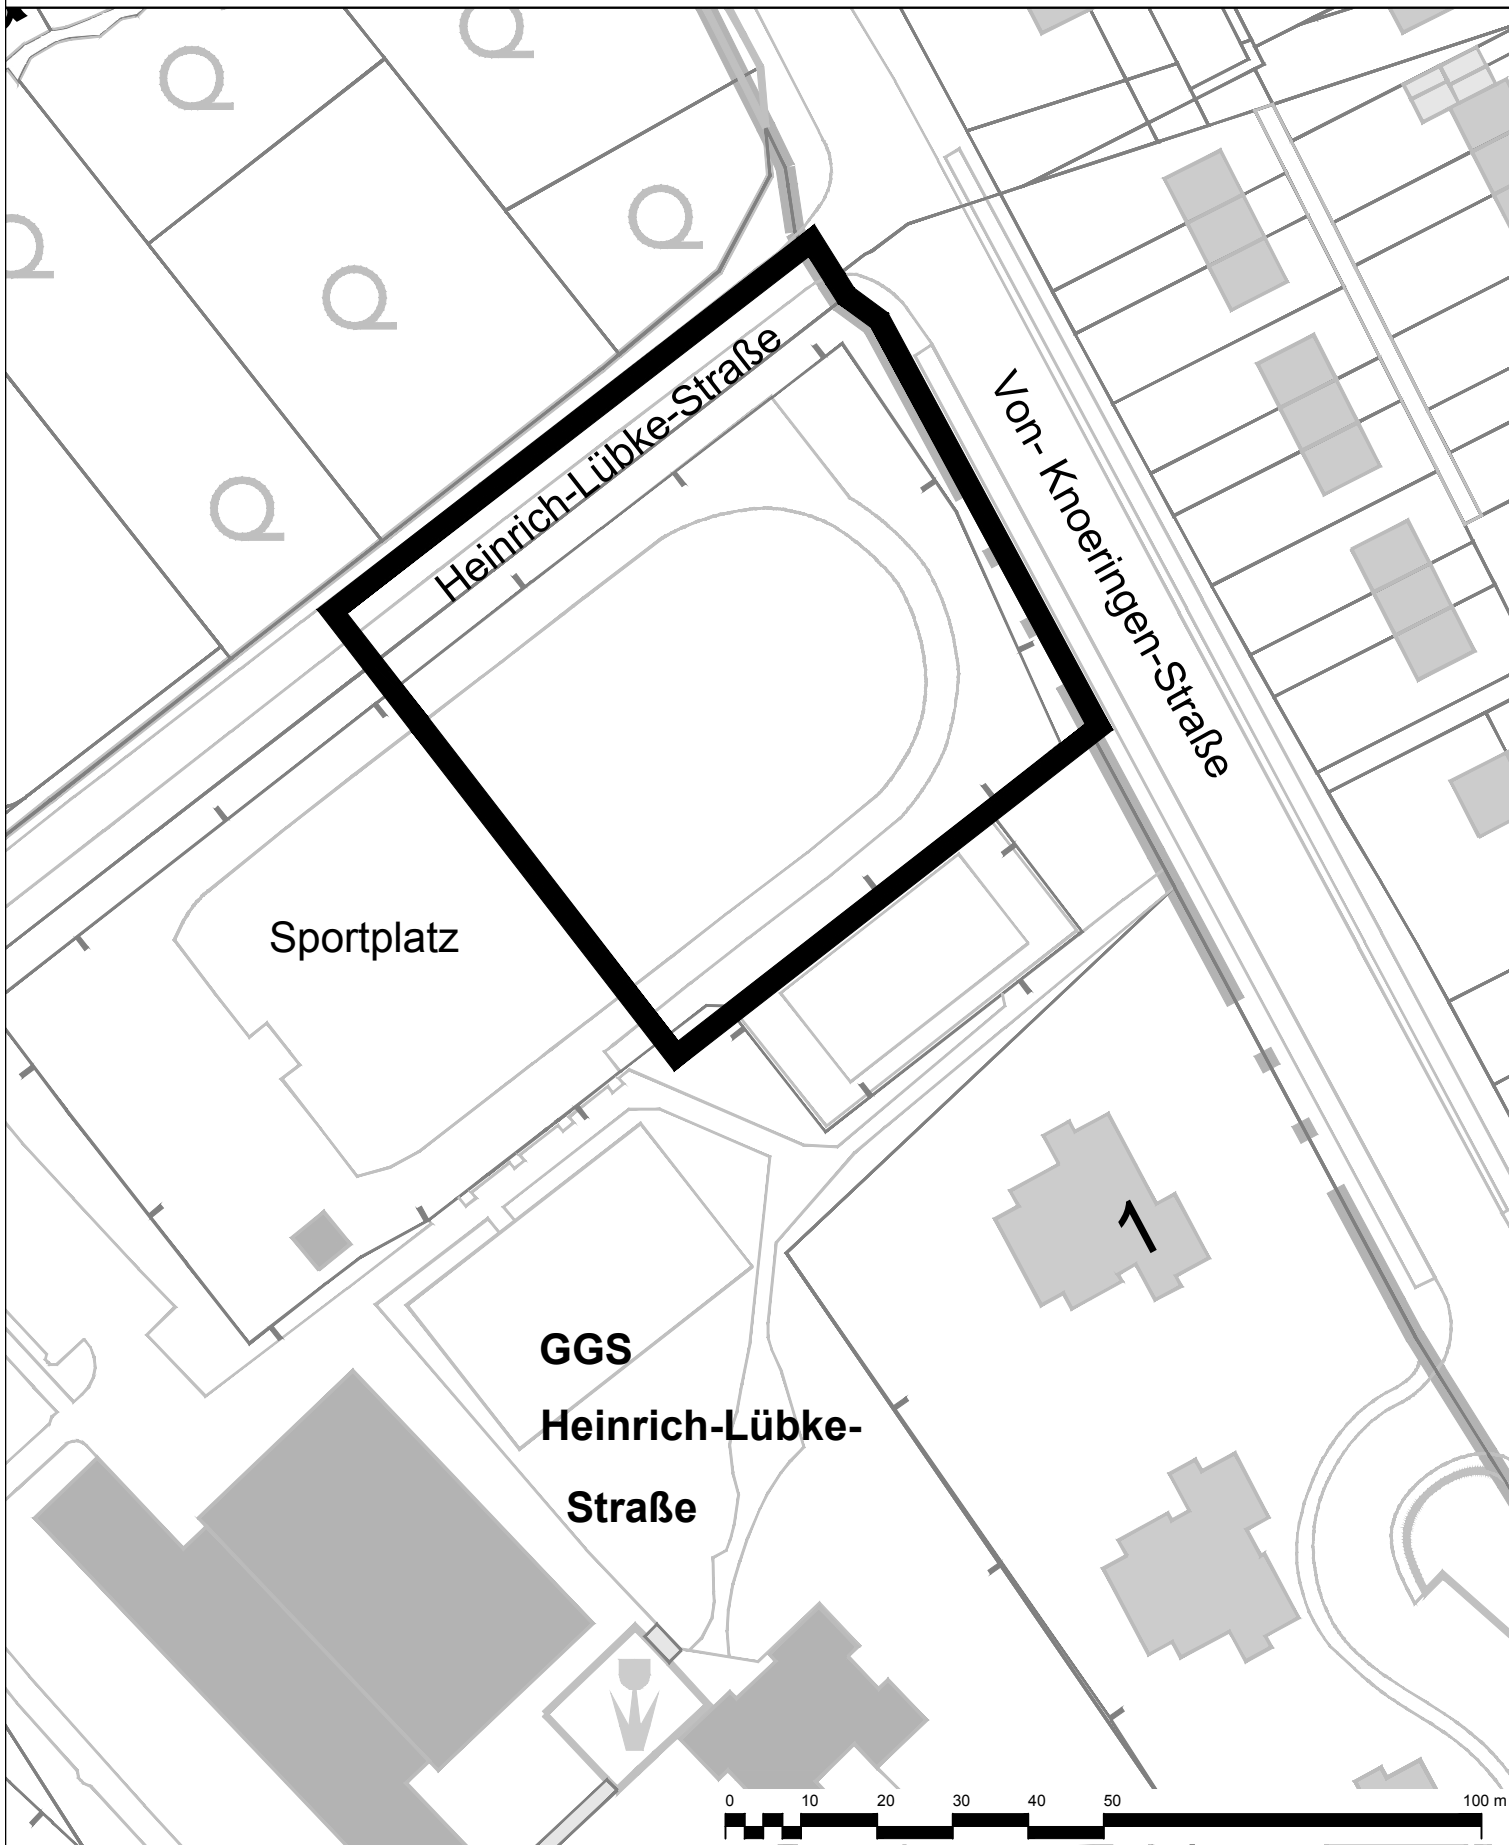 Heinrich-Lübke-Straße
Von- Knoeringen-Straße
Sportplatz
1
GGS
Heinrich-Lübke-
Straße
0 10 20 30 40 50 100 m